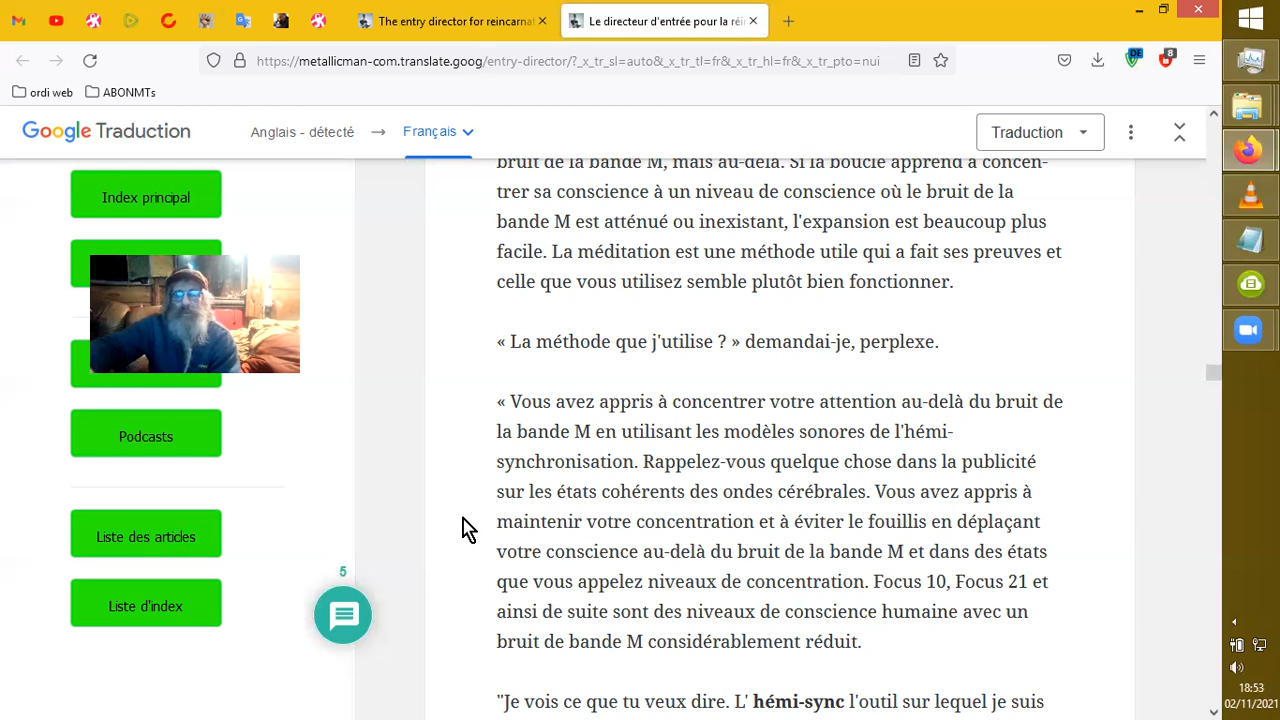 The entry director for reincarnat
Le directeur d'entrée pour la réi
https://metallicman-com.translate.goog/entry-director/?_x_tr_sl=auto&_x_tr_tl=fr&_x_tr_hl=fr&_x_tr_pto=nui
DE
8
ordi web
ABONMTs
Google Traduction
Anglais - détecté
Français
Traduction
Index principal
Podcasts
Liste des articles
Liste d'index
5
bruit de la bande M, mais au-delà. Si la boucle apprend à concen-
trer sa conscience à un niveau de conscience où le bruit de la
bande M est atténué ou inexistant, l'expansion est beaucoup plus
facile. La méditation est une méthode utile qui a fait ses preuves et
celle que vous utilisez semble plutôt bien fonctionner.
« La méthode que j'utilise ? » demandai-je, perplexe.
« Vous avez appris à concentrer votre attention au-delà du bruit de
la bande M en utilisant les modèles sonores de l'hémi-
synchronisation. Rappelez-vous quelque chose dans la publicité
sur les états cohérents des ondes cérébrales. Vous avez appris à
maintenir votre concentration et à éviter le fouillis en déplaçant
votre conscience au-delà du bruit de la bande M et dans des états
que vous appelez niveaux de concentration. Focus 10, Focus 21 et
ainsi de suite sont des niveaux de conscience humaine avec un
bruit de bande M considérablement réduit.
"Je vois ce que tu veux dire. L' hémi-sync l'outil sur lequel je suis
18:53
02/11/2021